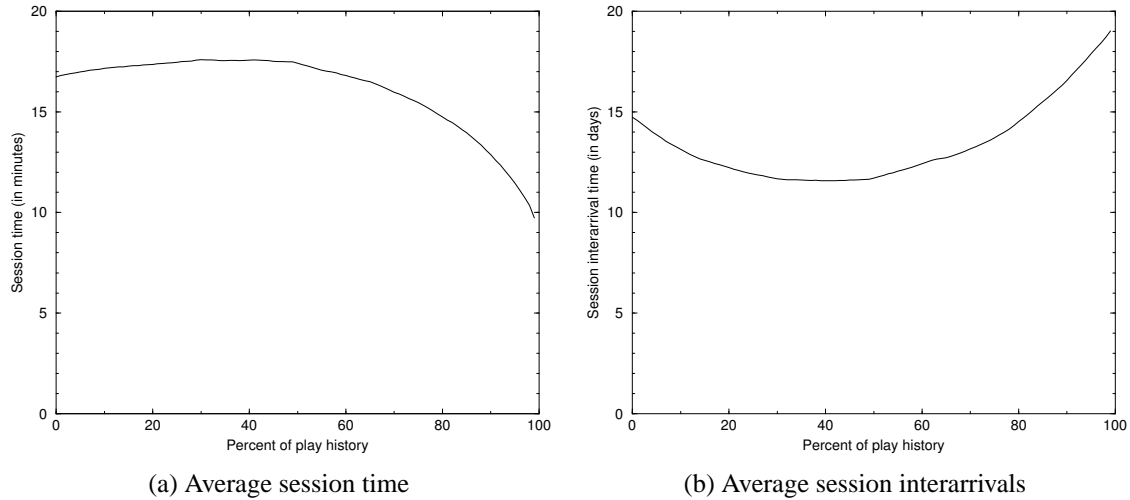 20
15
10
5
0
0 20 40 60 80 100
Session time (in minutes)
Percent of play history
(a) Average session time
20
15
10
5
0
0 20 40 60 80 100
Session interarrival time (in days)
Percent of play history
(b) Average session interarrivals